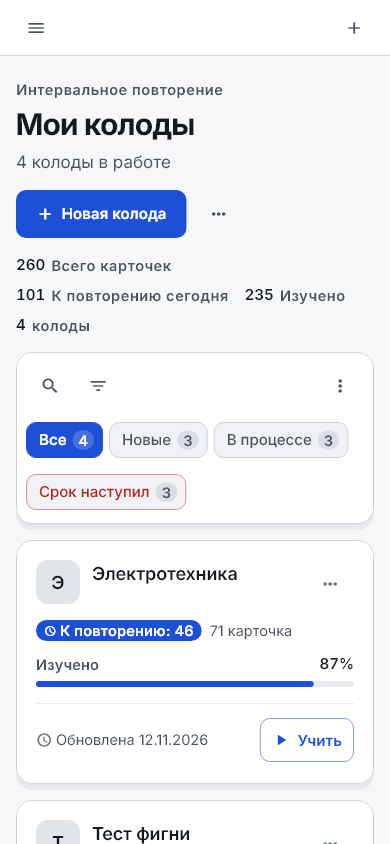 Интервальное повторение
Мои колоды
4 колоды в работе
+ Новая колода
260 Всего карточек
101 К повторению сегодня 235 Изучено
4 колоды
Все 4 Новые 3 В процессе 3
Срок наступил 3
Э Электротехника
К повторению: 46 71 карточка
Изучено 87%
Обновлена 12.11.2026 Учить
Т Тест фигни